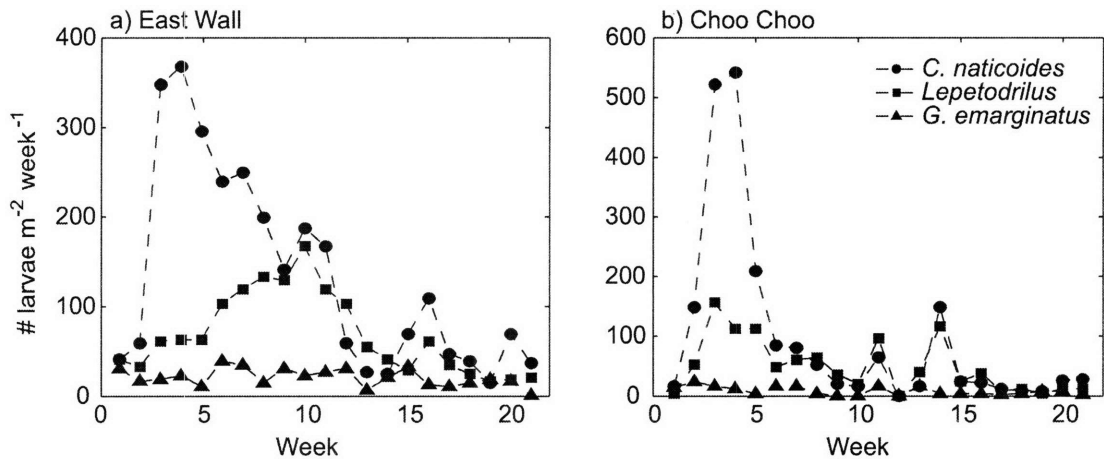 a) East Wall
400
300
200
100
0
# larvae m⁻² week⁻¹
0 5 10 15 20
Week
b) Choo Choo
600
500
400
300
200
100
0
C. naticoides
Lepetodrilus
G. emarginatus
0 5 10 15 20
Week